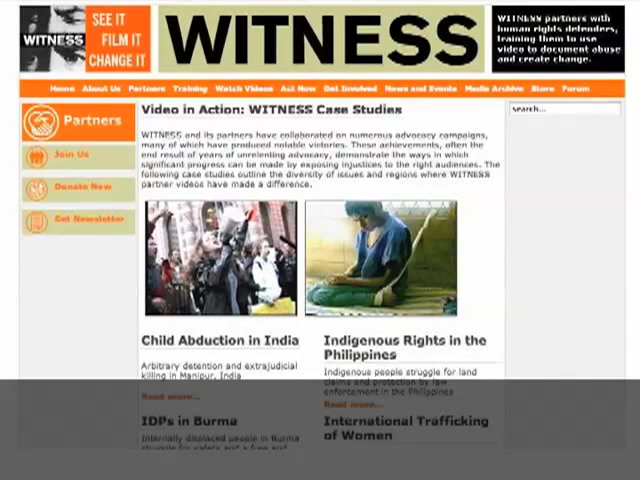 WITNESS
SEE IT
FILM IT
CHANGE IT
WITNESS
WITNESS partners with
human rights defenders,
training them to use
video to document abuse
and create change.
Home About Us Partners Training Watch Videos Act Now Get Involved News and Events Media Archive Store Forum
Partners
Join Us
Donate Now
Get Newsletter
Video in Action: WITNESS Case Studies
search...
WITNESS and its partners have collaborated on numerous advocacy campaigns,
many of which have produced notable victories. These achievements, often the
end result of years of unrelenting advocacy, demonstrate the ways in which
significant progress can be made by exposing injustices to the right audiences. The
following case studies outline the diversity of issues and regions where WITNESS
partner videos have made a difference.
Child Abduction in India
Arbitrary detention and extrajudicial
killing in Manipur, India
Read more...
Indigenous Rights in the
Philippines
Indigenous people struggle for land
claims and protection by law
enforcement in the Philippines
Read more...
IDPs in Burma
Internally displaced people in Burma
struggle for safety and a free and
International Trafficking
of Women